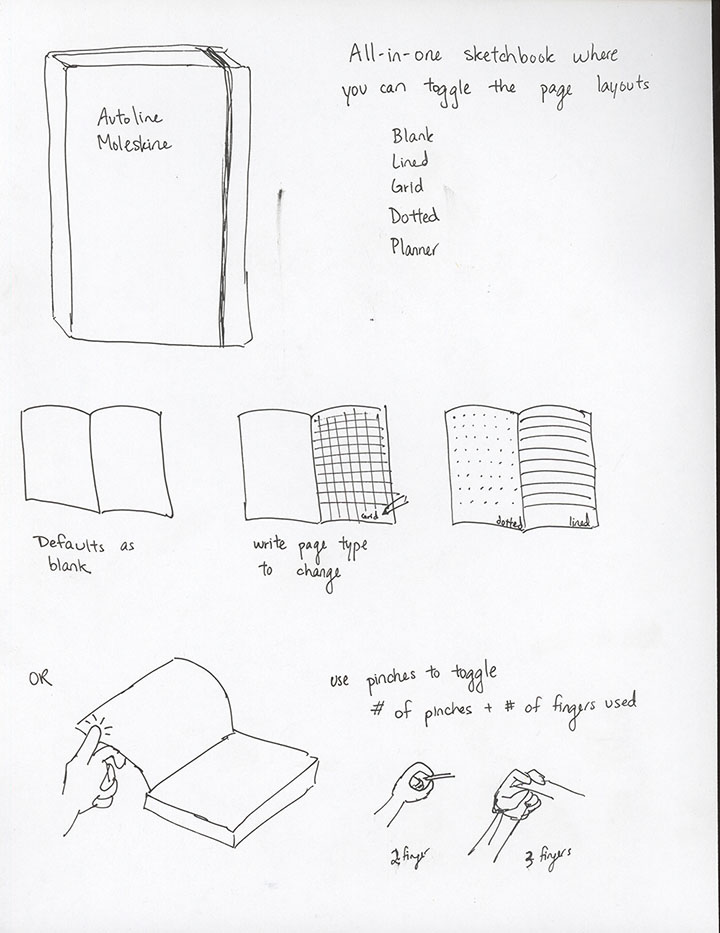 Autoline
Moleskine
All-in-one sketchbook where
you can toggle the page layouts
Blank
Lined
Grid
Dotted
Planner
Grid
dotted
lined
Defaults as
blank
write page type
to change
OR
use pinches to toggle
# of pinches + # of fingers used
2 finger
3 fingers